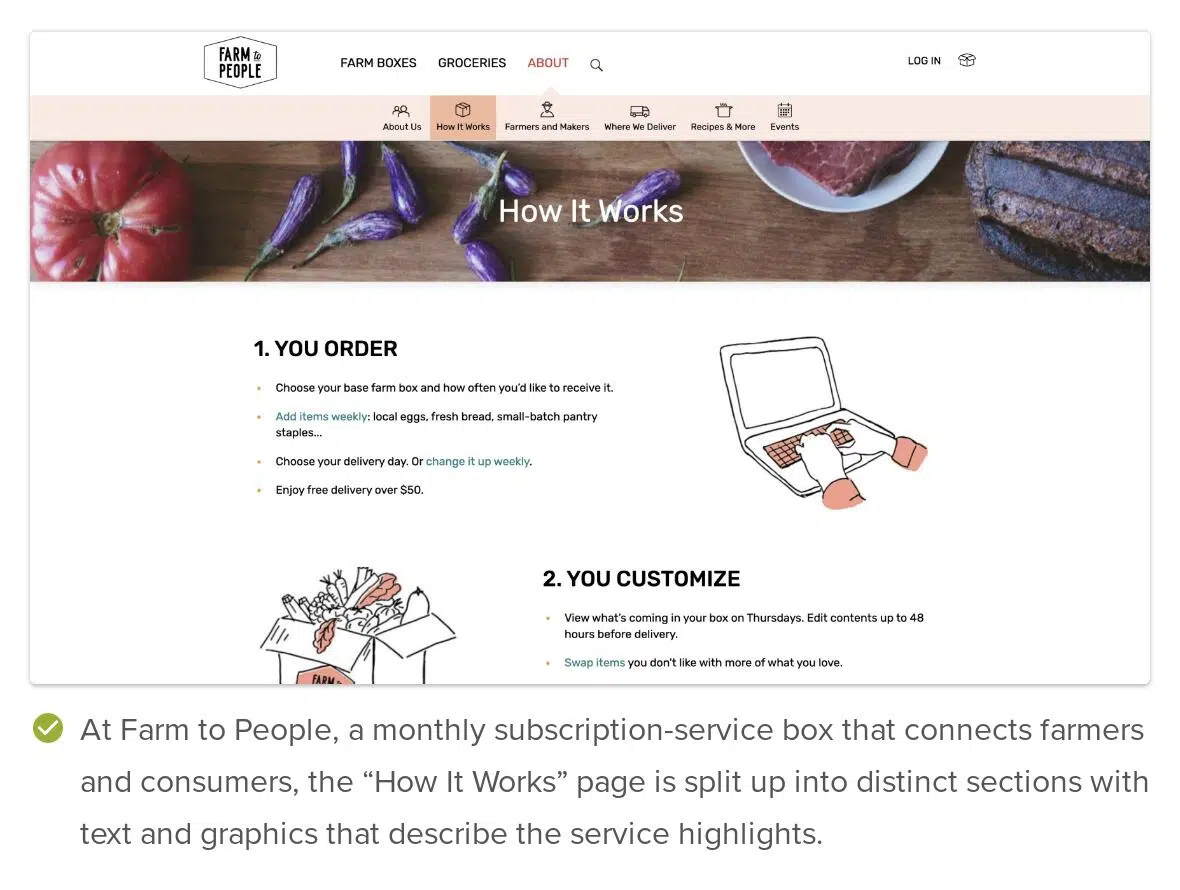 FARM to
PEOPLE
FARM BOXES GROCERIES ABOUT
LOG IN
About Us How It Works Farmers and Makers Where We Deliver Recipes & More Events
How It Works
1. YOU ORDER
Choose your base farm box and how often you'd like to receive it.
Add items weekly: local eggs, fresh bread, small-batch pantry
staples...
Choose your delivery day. Or change it up weekly.
Enjoy free delivery over $50.
2. YOU CUSTOMIZE
View what's coming in your box on Thursdays. Edit contents up to 48
hours before delivery.
Swap items you don't like with more of what you love.
FARM
At Farm to People, a monthly subscription-service box that connects farmers
and consumers, the “How It Works” page is split up into distinct sections with
text and graphics that describe the service highlights.